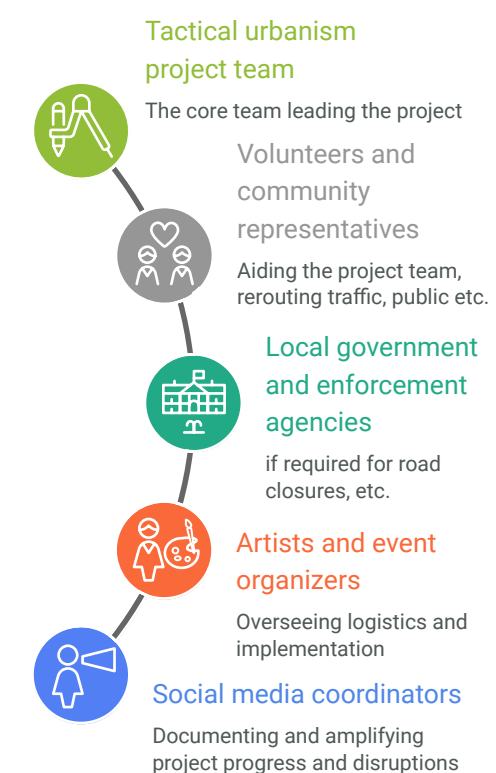 Tactical urbanism
project team
The core team leading the project
Volunteers and
community
representatives
Aiding the project team,
rerouting traffic, public etc.
Local government
and enforcement
agencies
if required for road
closures, etc.
Artists and event
organizers
Overseeing logistics and
implementation
Social media coordinators
Documenting and amplifying
project progress and disruptions